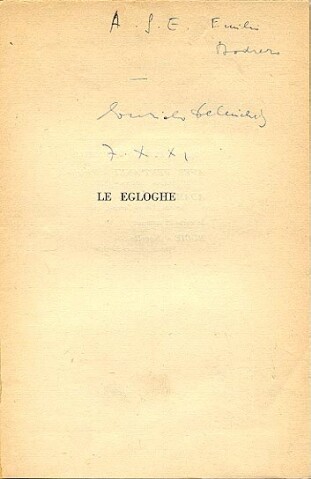 A. S. E. Emilio
Bodrero
7. X. XI
LE EGLOGHE